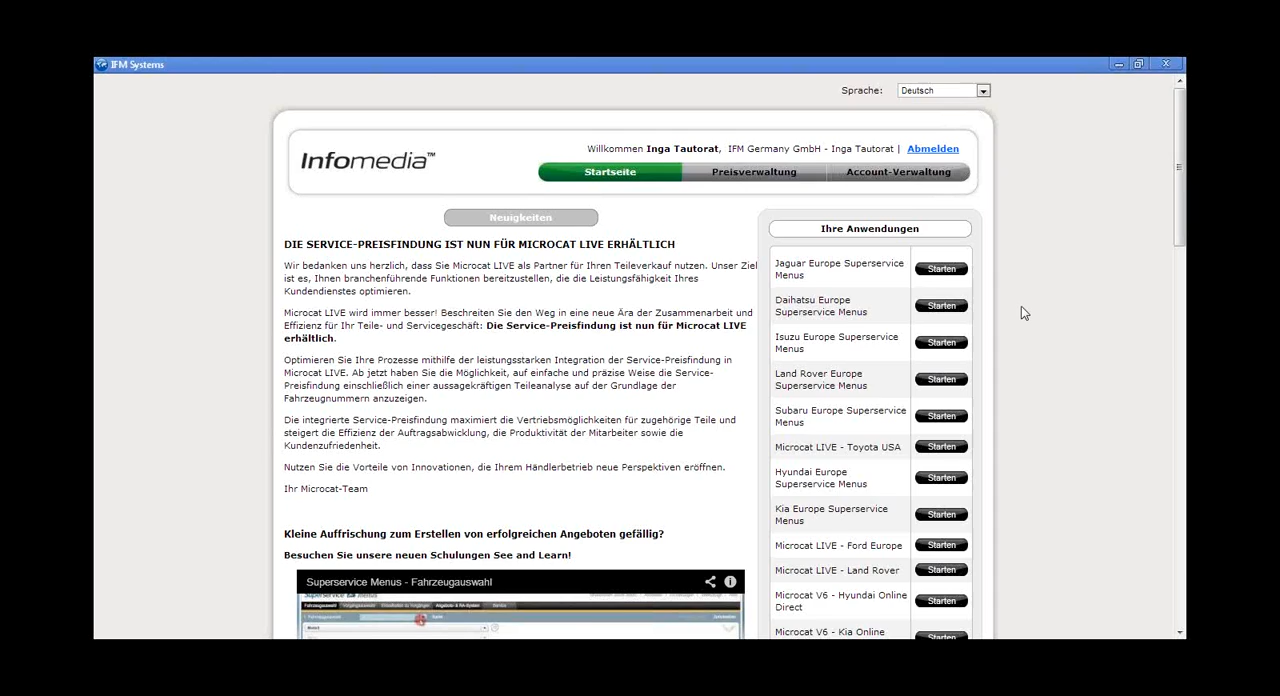 IFM Systems
Sprache: Deutsch
Infomedia™
Willkommen Inga Tautorat, IFM Germany GmbH - Inga Tautorat | Abmelden
Startseite Preisverwaltung Account-Verwaltung
Neuigkeiten
DIE SERVICE-PREISFINDUNG IST NUN FÜR MICROCAT LIVE ERHÄLTLICH
Wir bedanken uns herzlich, dass Sie Microcat LIVE als Partner für Ihren Teileverkauf nutzen. Unser Ziel
ist es, Ihnen branchenführende Funktionen bereitzustellen, die die Leistungsfähigkeit Ihres
Kundendienstes optimieren.
Microcat LIVE wird immer besser! Beschreiten Sie den Weg in eine neue Ära der Zusammenarbeit und
Effizienz für Ihr Teile- und Servicegeschäft: Die Service-Preisfindung ist nun für Microcat LIVE
erhältlich.
Optimieren Sie Ihre Prozesse mithilfe der leistungsstarken Integration der Service-Preisfindung in
Microcat LIVE. Ab jetzt haben Sie die Möglichkeit, auf einfache und präzise Weise die Service-
Preisfindung einschließlich einer aussagekräftigen Teileanalyse auf der Grundlage der
Fahrzeugnummern anzuzeigen.
Die integrierte Service-Preisfindung maximiert die Vertriebsmöglichkeiten für zugehörige Teile und
steigert die Effizienz der Auftragsabwicklung, die Produktivität der Mitarbeiter sowie die
Kundenzufriedenheit.
Nutzen Sie die Vorteile von Innovationen, die Ihrem Händlerbetrieb neue Perspektiven eröffnen.
Ihr Microcat-Team
Kleine Auffrischung zum Erstellen von erfolgreichen Angeboten gefällig?
Besuchen Sie unsere neuen Schulungen See and Learn!
Superservice Menus - Fahrzeugauswahl
Ihre Anwendungen
Jaguar Europe Superservice
Menus
Starten
Daihatsu Europe
Superservice Menus
Starten
Isuzu Europe Superservice
Menus
Starten
Land Rover Europe
Superservice Menus
Starten
Subaru Europe Superservice
Menus
Starten
Microcat LIVE - Toyota USA
Starten
Hyundai Europe
Superservice Menus
Starten
Kia Europe Superservice
Menus
Starten
Microcat LIVE - Ford Europe
Starten
Microcat LIVE - Land Rover
Starten
Microcat V6 - Hyundai Online
Direct
Starten
Microcat V6 - Kia Online
Starten